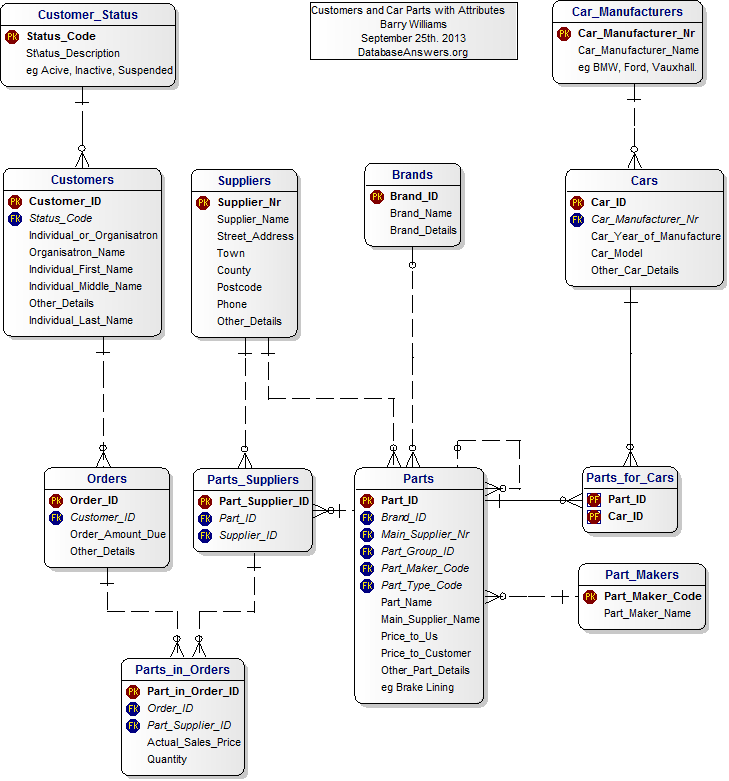 Customer_Status
PK Status_Code
St\atus_Description
eg Acive, Inactive, Suspended
Customers and Car Parts with Attributes
Barry Williams
September 25th. 2013
DatabaseAnswers.org
Car_Manufacturers
PK Car_Manufacturer_Nr
Car_Manufacturer_Name
eg BMW, Ford, Vauxhall.
Customers
PK Customer_ID
FK Status_Code
Individual_or_Organisatron
Organisatron_Name
Individual_First_Name
Individual_Middle_Name
Other_Details
Individual_Last_Name
Suppliers
PK Supplier_Nr
Supplier_Name
Street_Address
Town
County
Postcode
Phone
Other_Details
Brands
PK Brand_ID
Brand_Name
Brand_Details
Cars
PK Car_ID
FK Car_Manufacturer_Nr
Car_Year_of_Manufacture
Car_Model
Other_Car_Details
Orders
PK Order_ID
FK Customer_ID
Order_Amount_Due
Other_Details
Parts_Suppliers
PK Part_Supplier_ID
FK Part_ID
FK Supplier_ID
Parts
PK Part_ID
FK Brand_ID
FK Main_Supplier_Nr
FK Part_Group_ID
FK Part_Maker_Code
FK Part_Type_Code
Part_Name
Main_Supplier_Name
Price_to_Us
Price_to_Customer
Other_Part_Details
eg Brake Lining
Parts_for_Cars
PF Part_ID
PF Car_ID
Part_Makers
PK Part_Maker_Code
Part_Maker_Name
Parts_in_Orders
PK Part_in_Order_ID
FK Order_ID
FK Part_Supplier_ID
Actual_Sales_Price
Quantity